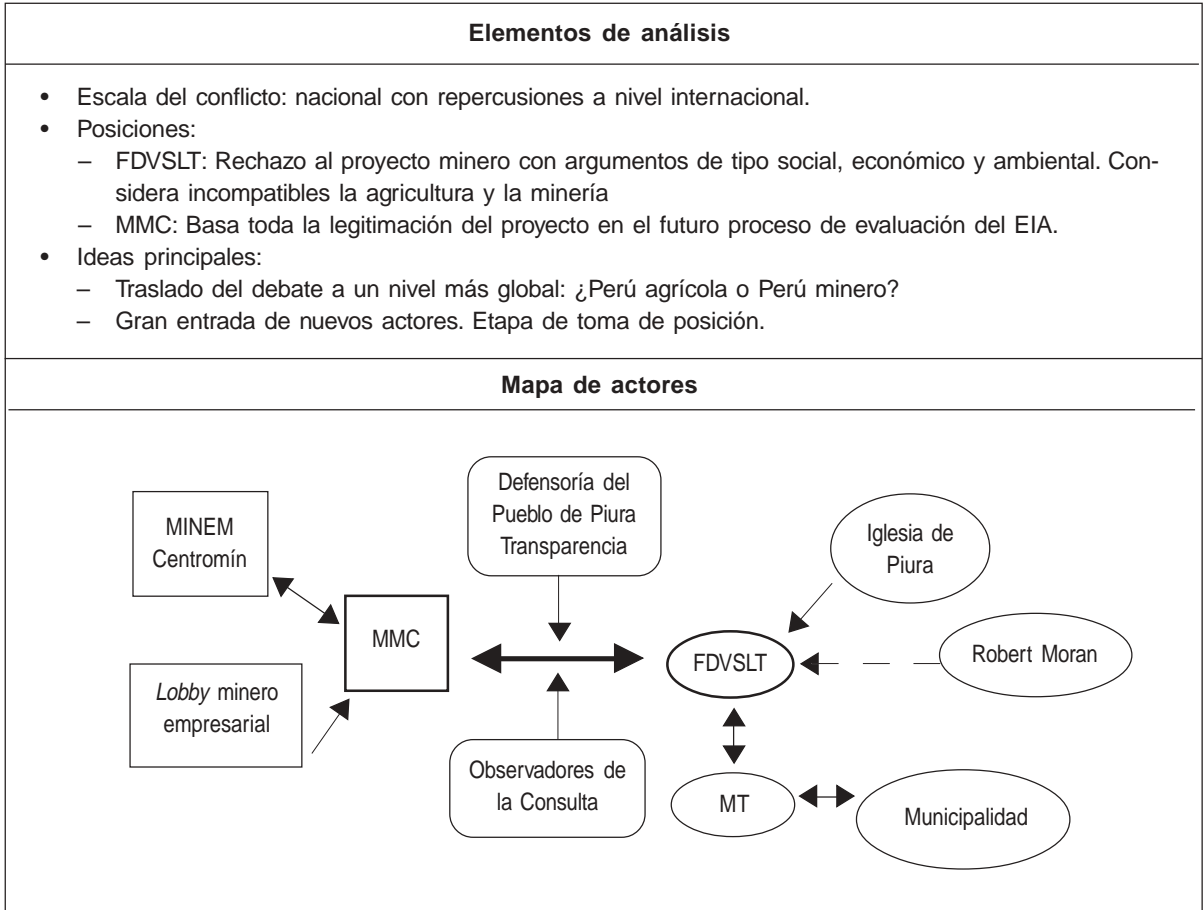 Elementos de análisis
• Escala del conflicto: nacional con repercusiones a nivel internacional.
• Posiciones:
– FDVSLT: Rechazo al proyecto minero con argumentos de tipo social, económico y ambiental. Con-
sidera incompatibles la agricultura y la minería
– MMC: Basa toda la legitimación del proyecto en el futuro proceso de evaluación del EIA.
• Ideas principales:
– Traslado del debate a un nivel más global: ¿Perú agrícola o Perú minero?
– Gran entrada de nuevos actores. Etapa de toma de posición.
Mapa de actores
MINEM
Centromín
Lobby minero
empresarial
MMC
Defensoría del
Pueblo de Piura
Transparencia
Observadores de
la Consulta
FDVSLT
Iglesia de
Piura
Robert Moran
MT
Municipalidad